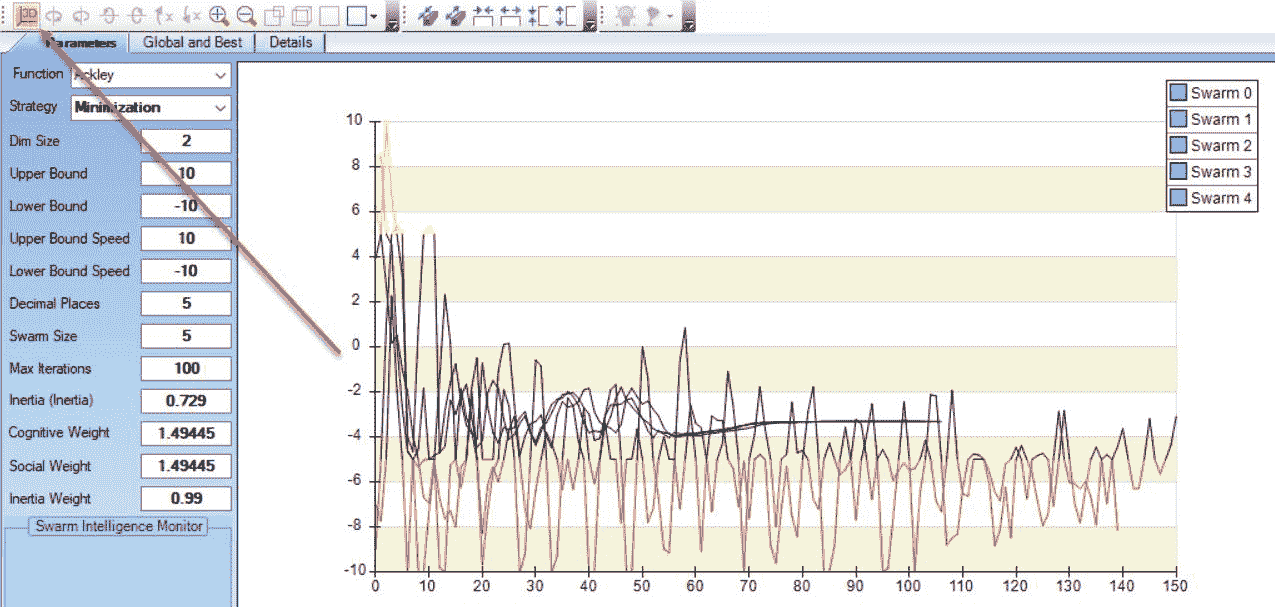 3D
Parameters Global and Best Details
Function Ackley
Strategy Minimization
Dim Size 2
Upper Bound 10
Lower Bound -10
Upper Bound Speed 10
Lower Bound Speed -10
Decimal Places 5
Swarm Size 5
Max Iterations 100
Inertia (Inertia) 0.729
Cognitive Weight 1.49445
Social Weight 1.49445
Inertia Weight 0.99
Swarm Intelligence Monitor
Swarm 0
Swarm 1
Swarm 2
Swarm 3
Swarm 4
10
8
6
4
2
0
-2
-4
-6
-8
-10
0 10 20 30 40 50 60 70 80 90 100 110 120 130 140 150